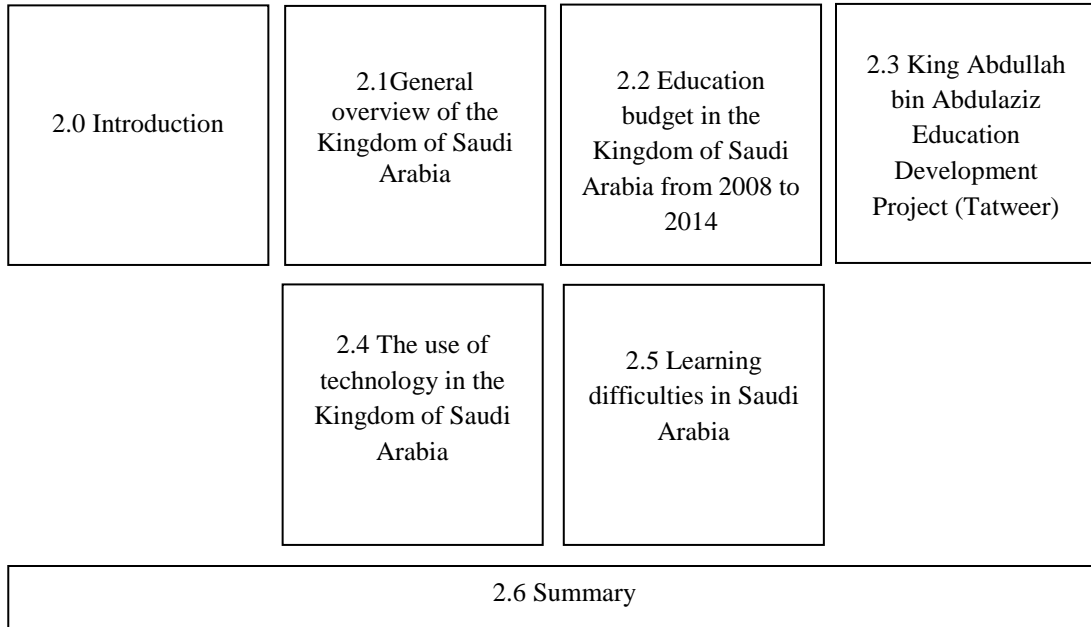 2.0 Introduction
2.1General
overview of the
Kingdom of Saudi
Arabia
2.2 Education
budget in the
Kingdom of Saudi
Arabia from 2008 to
2014
2.3 King Abdullah
bin Abdulaziz
Education
Development
Project (Tatweer)
2.4 The use of
technology in the
Kingdom of Saudi
Arabia
2.5 Learning
difficulties in Saudi
Arabia
2.6 Summary